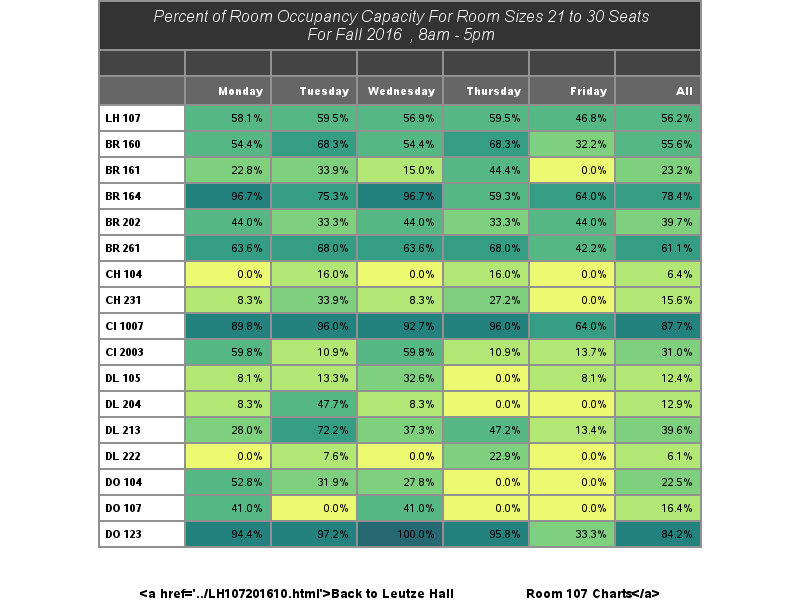 Percent of Room Occupancy Capacity For Room Sizes 21 to 30 Seats
For Fall 2016 , 8am - 5pm
Monday Tuesday Wednesday Thursday Friday All
LH 107 58.1% 59.5% 56.9% 59.5% 46.8% 56.2%
BR 160 54.4% 68.3% 54.4% 68.3% 32.2% 55.6%
BR 161 22.8% 33.9% 15.0% 44.4% 0.0% 23.2%
BR 164 96.7% 75.3% 96.7% 59.3% 64.0% 78.4%
BR 202 44.0% 33.3% 44.0% 33.3% 44.0% 39.7%
BR 261 63.6% 68.0% 63.6% 68.0% 42.2% 61.1%
CH 104 0.0% 16.0% 0.0% 16.0% 0.0% 6.4%
CH 231 8.3% 33.9% 8.3% 27.2% 0.0% 15.6%
CI 1007 89.8% 96.0% 92.7% 96.0% 64.0% 87.7%
CI 2003 59.8% 10.9% 59.8% 10.9% 13.7% 31.0%
DL 105 8.1% 13.3% 32.6% 0.0% 8.1% 12.4%
DL 204 8.3% 47.7% 8.3% 0.0% 0.0% 12.9%
DL 213 28.0% 72.2% 37.3% 47.2% 13.4% 39.6%
DL 222 0.0% 7.6% 0.0% 22.9% 0.0% 6.1%
DO 104 52.8% 31.9% 27.8% 0.0% 0.0% 22.5%
DO 107 41.0% 0.0% 41.0% 0.0% 0.0% 16.4%
DO 123 94.4% 97.2% 100.0% 95.8% 33.3% 84.2%
<a href='../LH107201610.html'>Back to Leutze Hall Room 107 Charts</a>